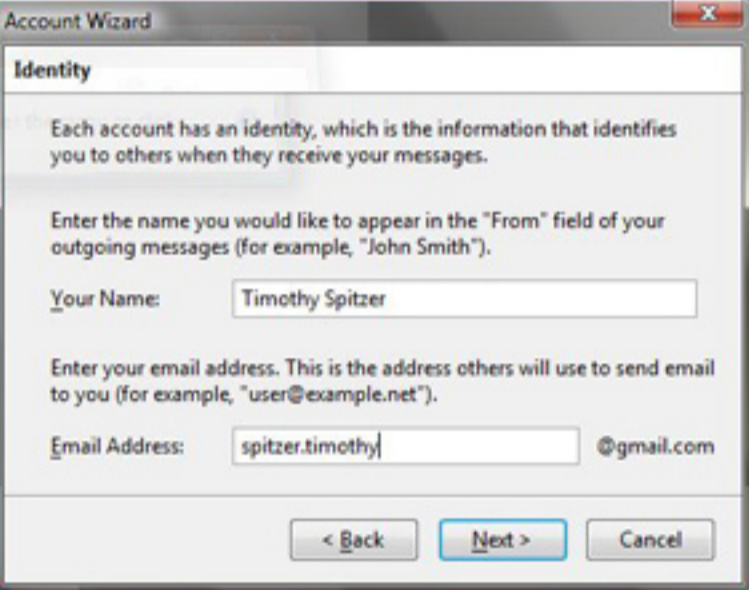 Account Wizard
Identity
Each account has an identity, which is the information that identifies
you to others when they receive your messages.
Enter the name you would like to appear in the "From" field of your
outgoing messages (for example, "John Smith").
Your Name: Timothy Spitzer
Enter your email address. This is the address others will use to send email
to you (for example, "user@example.net").
Email Address: spitzer.timothy @gmail.com
< Back Next > Cancel